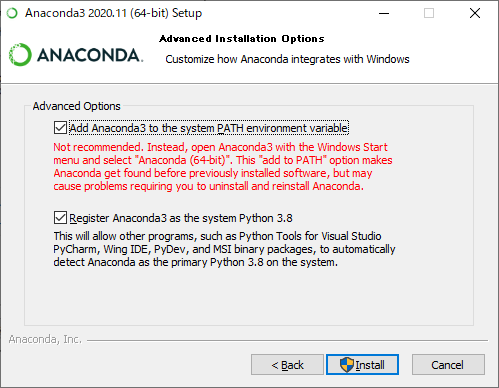 Anaconda3 2020.11 (64-bit) Setup
ANACONDA.
Advanced Installation Options
Customize how Anaconda integrates with Windows
Advanced Options
Add Anaconda3 to the system PATH environment variable
Not recommended. Instead, open Anaconda3 with the Windows Start
menu and select "Anaconda (64-bit)". This "add to PATH" option makes
Anaconda get found before previously installed software, but may
cause problems requiring you to uninstall and reinstall Anaconda.
Register Anaconda3 as the system Python 3.8
This will allow other programs, such as Python Tools for Visual Studio
PyCharm, Wing IDE, PyDev, and MSI binary packages, to automatically
detect Anaconda as the primary Python 3.8 on the system.
Anaconda, Inc.
< Back
Install
Cancel